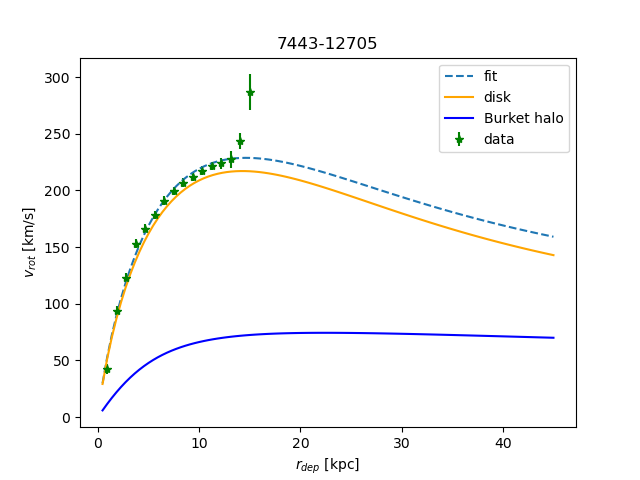 7443-12705
300
250
200
150
100
50
0
v_rot [km/s]
0 10 20 30 40
r_dep [kpc]
fit
disk
Burket halo
data